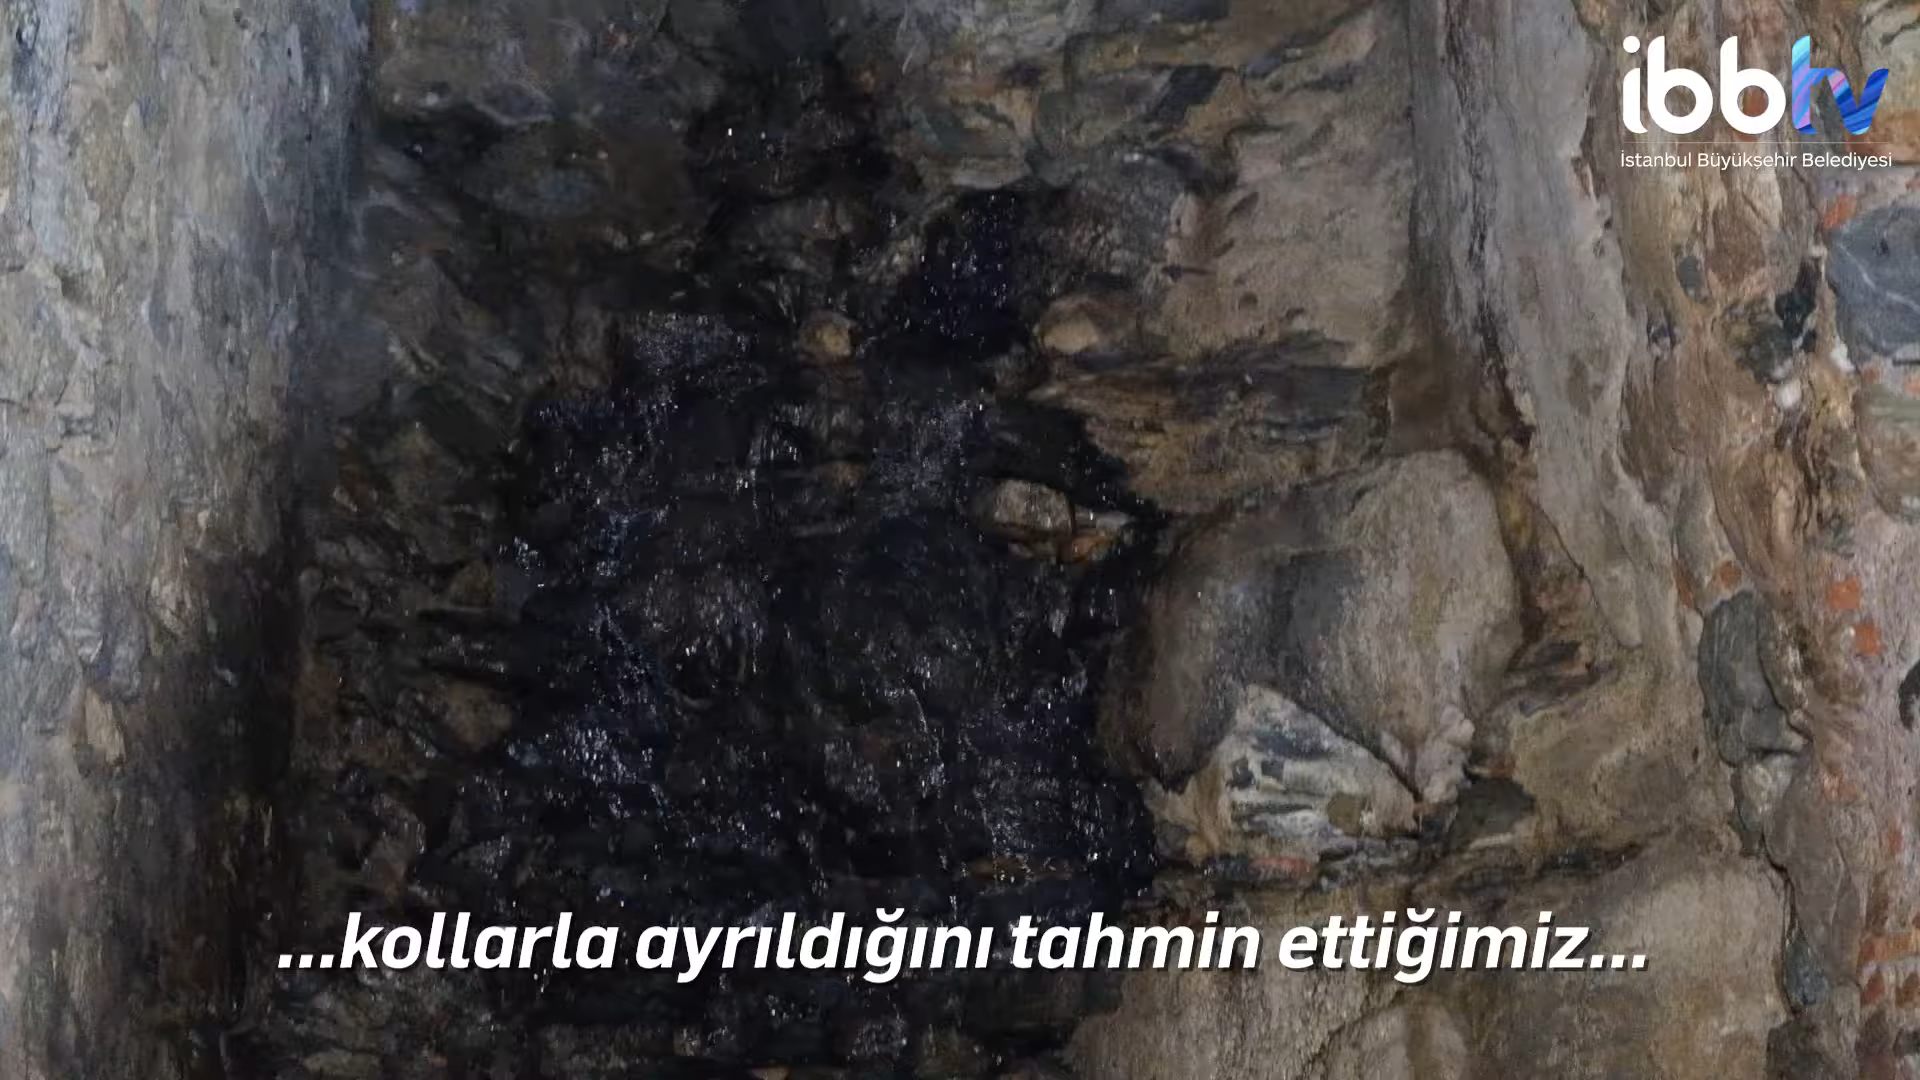 ibbtv
İstanbul Büyükşehir Belediyesi
...kollarla ayrıldığını tahmin ettiğimiz...